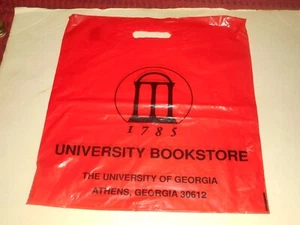 1785
UNIVERSITY BOOKSTORE
THE UNIVERSITY OF GEORGIA
ATHENS, GEORGIA 30612